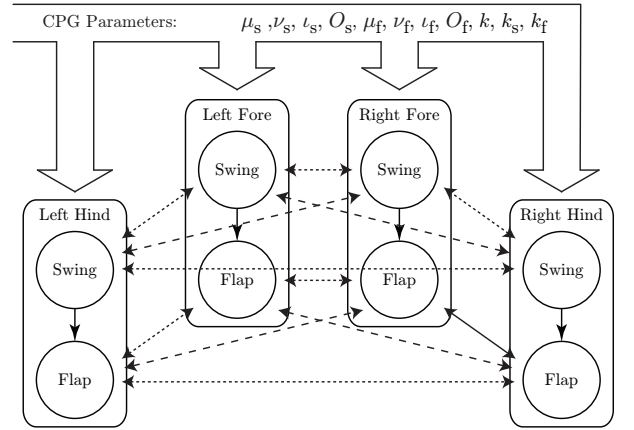 CPG Parameters: μs ,νs, ιs, Os, μf, νf, ιf, Of, k, ks, kf
Left Fore
Right Fore
Swing
Swing
Left Hind
Right Hind
Swing
Flap
Flap
Swing
Flap
Flap